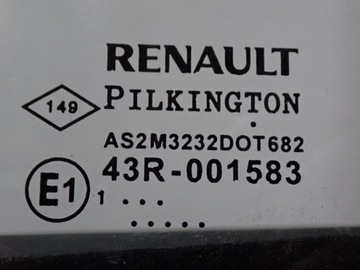 RENAULT
149 PILKINGTON
AS2M3232DOT682
43R-001583
E1 1 ...
....